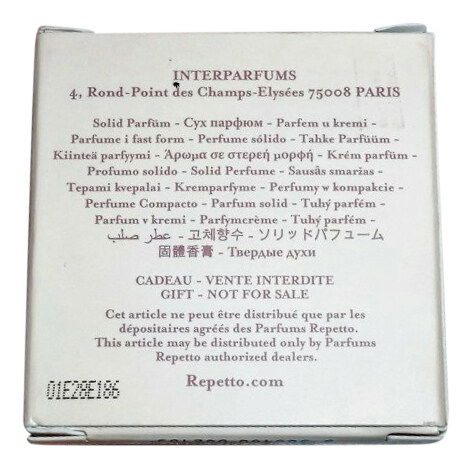 INTERPARFUMS
4, Rond-Point des Champs-Elysées 75008 PARIS
Solid Parfüm - Сух парфюм - Parfem u kremi -
Parfume i fast form - Perfume sólido - Tahke Parfüüm -
Kiinteä parfyymi - Άρωμα σε στερεή μορφή - Krém parfüm -
Profumo solido - Solid Perfume - Sausās smaržas -
Tepami kvepalai - Kremparfyme - Perfumy w kompakcie -
Perfume Compacto - Parfum solid - Tuhý parfém -
Parfum v kremi - Parfymcrème - Tuhý parfém -
عطر صلب - 고체향수 - ソリッドパフューム
固體香膏 - Твердые духи
CADEAU - VENTE INTERDITE
GIFT - NOT FOR SALE
Cet article ne peut être distribué que par les
dépositaires agréés des Parfums Repetto.
This article may be distributed only by Parfums
Repetto authorized dealers.
Repetto.com
01E28E186